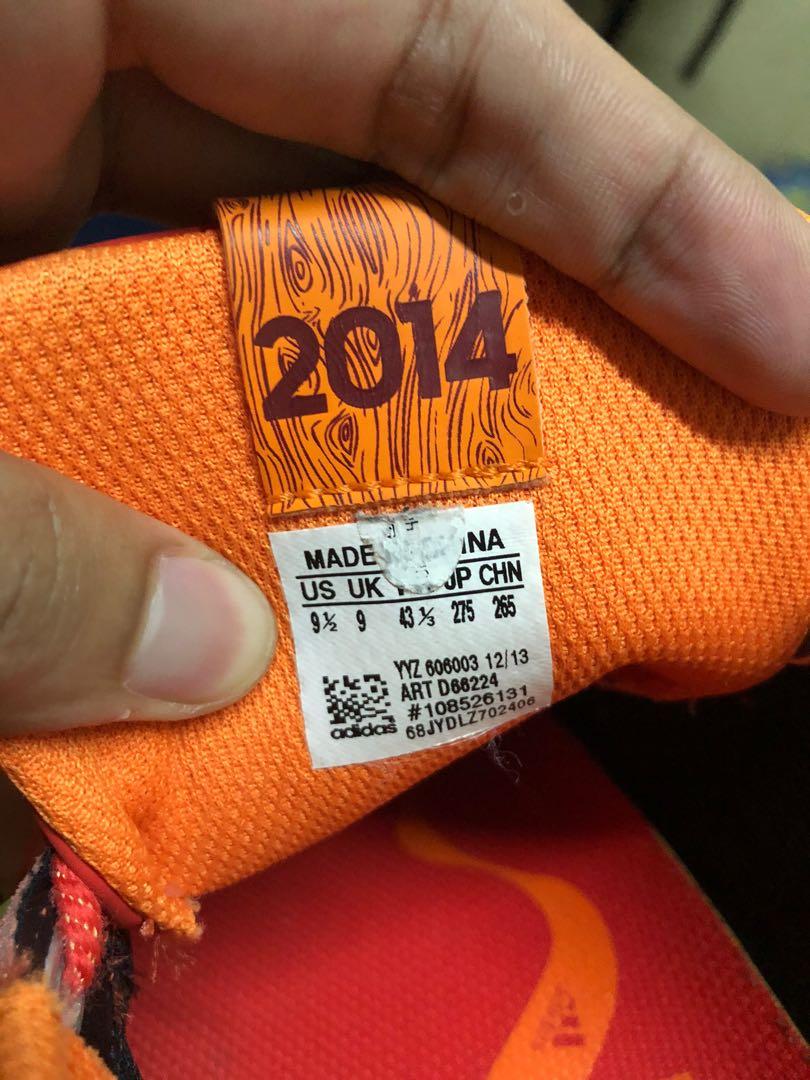 2014
子
MADE INA
US UK JP CHN
9½ 9 43⅓ 275 265
YYZ 606003 12/13
ART D66224
#108526131
68JYDLZ702406
adidas